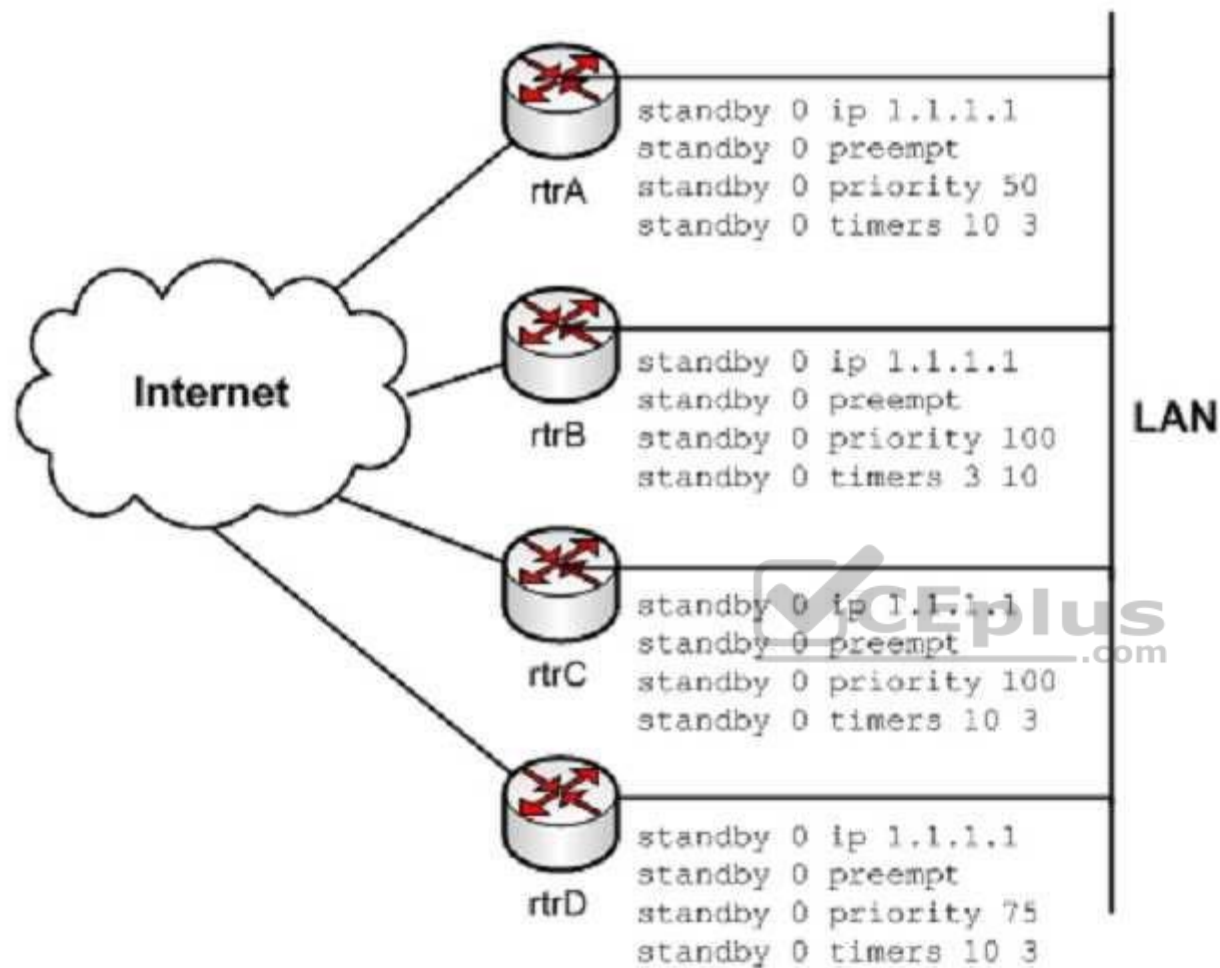 standby 0 ip 1.1.1.1
standby 0 preempt
standby 0 priority 50
standby 0 timers 10 3
rtrA
Internet
standby 0 ip 1.1.1.1
standby 0 preempt
standby 0 priority 100
standby 0 timers 3 10
rtrB
LAN
standby 0 ip 1.1.1.1
standby 0 preempt
standby 0 priority 100
standby 0 timers 10 3
rtrC
CEplus
.com
standby 0 ip 1.1.1.1
standby 0 preempt
standby 0 priority 75
standby 0 timers 10 3
rtrD